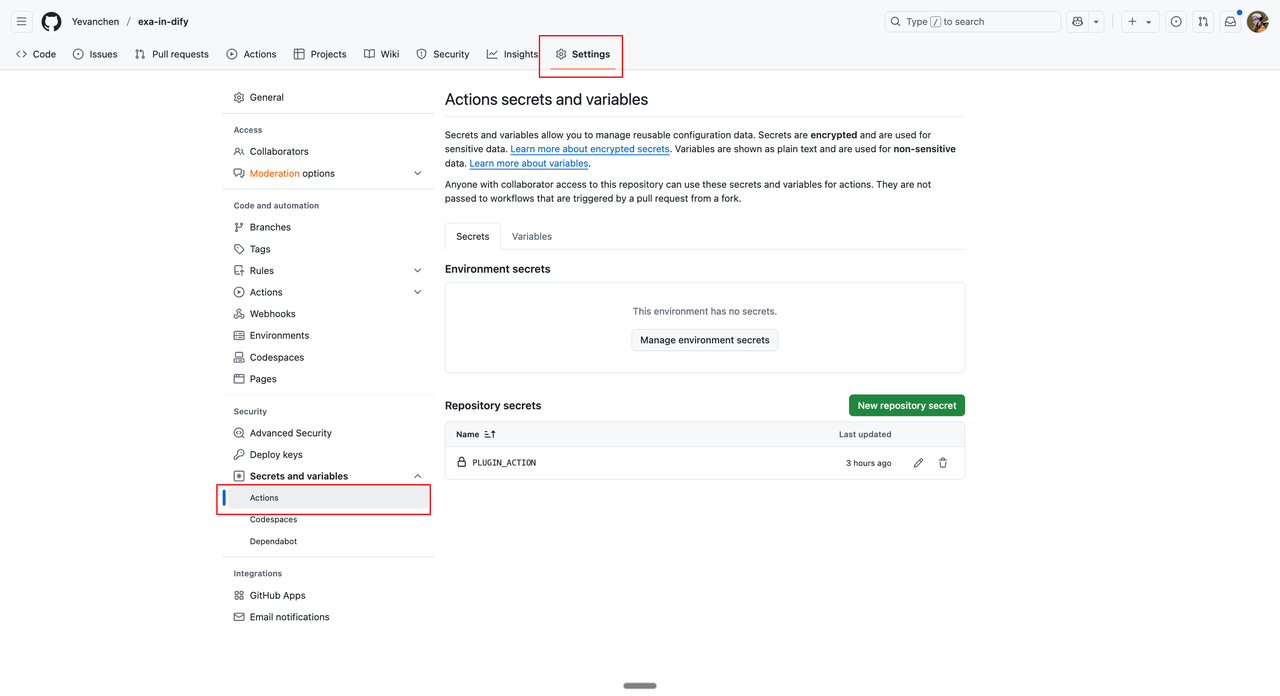 Yevanchen / exa-in-dify
Type / to search
Code Issues Pull requests Actions Projects Wiki Security Insights Settings
General
Access
Collaborators
Moderation options
Code and automation
Branches
Tags
Rules
Actions
Webhooks
Environments
Codespaces
Pages
Security
Advanced Security
Deploy keys
Secrets and variables
Actions
Codespaces
Dependabot
Integrations
GitHub Apps
Email notifications
Actions secrets and variables
Secrets and variables allow you to manage reusable configuration data. Secrets are encrypted and are used for
sensitive data. Learn more about encrypted secrets. Variables are shown as plain text and are used for non-sensitive
data. Learn more about variables.
Anyone with collaborator access to this repository can use these secrets and variables for actions. They are not
passed to workflows that are triggered by a pull request from a fork.
Secrets Variables
Environment secrets
This environment has no secrets.
Manage environment secrets
Repository secrets New repository secret
Name Last updated
PLUGIN_ACTION 3 hours ago